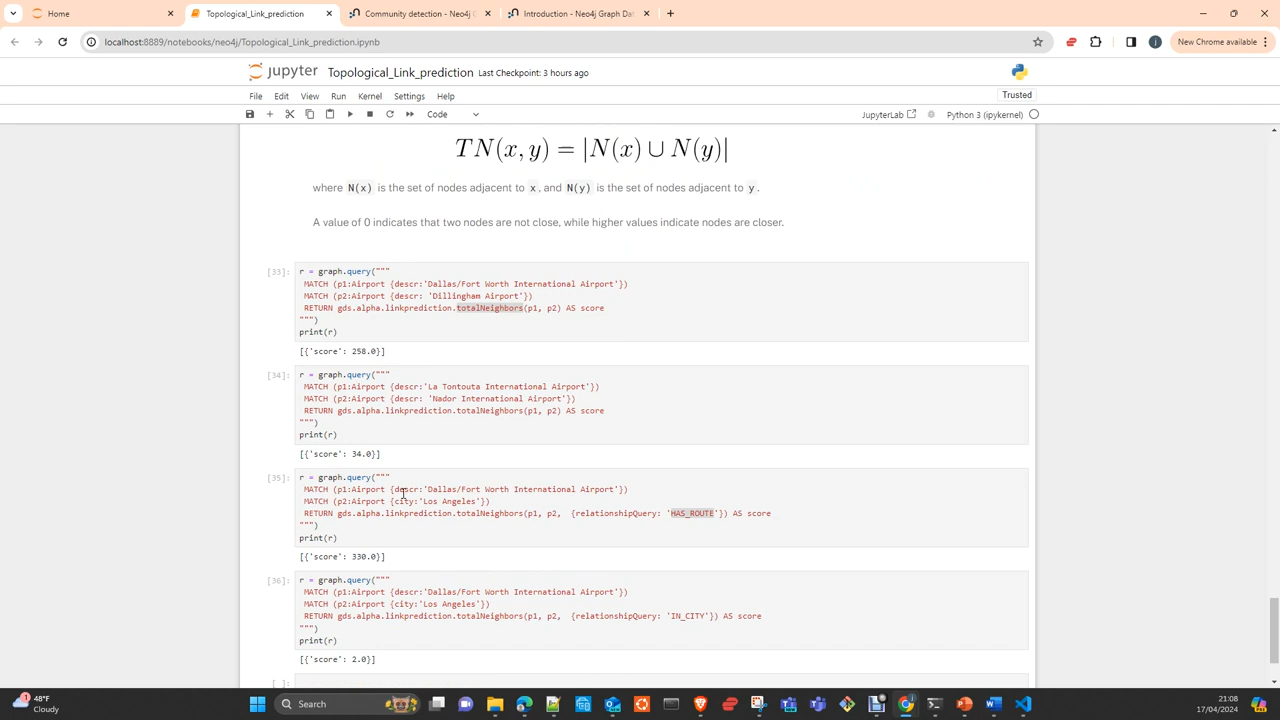 Home
Topological_Link_prediction
Community detection - Neo4j G
Introduction - Neo4j Graph Dat
localhost:8889/notebooks/neo4j/Topological_Link_prediction.ipynb
New Chrome available
jupyter Topological_Link_prediction Last Checkpoint: 3 hours ago
File Edit View Run Kernel Settings Help
Trusted
Code
JupyterLab
Python 3 (ipykernel)
TN(x, y) = |N(x) ∪ N(y)|
where N(x) is the set of nodes adjacent to x, and N(y) is the set of nodes adjacent to y.
A value of 0 indicates that two nodes are not close, while higher values indicate nodes are closer.
[33]: r = graph.query("""
MATCH (p1:Airport {descr:'Dallas/Fort Worth International Airport'})
MATCH (p2:Airport {descr: 'Dillingham Airport'})
RETURN gds.alpha.linkprediction.totalNeighbors(p1, p2) AS score
""")
print(r)
[{'score': 258.0}]
[34]: r = graph.query("""
MATCH (p1:Airport {descr:'La Tontouta International Airport'})
MATCH (p2:Airport {descr: 'Nador International Airport'})
RETURN gds.alpha.linkprediction.totalNeighbors(p1, p2) AS score
""")
print(r)
[{'score': 34.0}]
[35]: r = graph.query("""
MATCH (p1:Airport {descr:'Dallas/Fort Worth International Airport'})
MATCH (p2:Airport {city:'Los Angeles'})
RETURN gds.alpha.linkprediction.totalNeighbors(p1, p2, {relationshipQuery: 'HAS_ROUTE'}) AS score
""")
print(r)
[{'score': 330.0}]
[36]: r = graph.query("""
MATCH (p1:Airport {descr:'Dallas/Fort Worth International Airport'})
MATCH (p2:Airport {city:'Los Angeles'})
RETURN gds.alpha.linkprediction.totalNeighbors(p1, p2, {relationshipQuery: 'IN_CITY'}) AS score
""")
print(r)
[{'score': 2.0}]
[ ]:
48°F
Cloudy
Search
21:08
17/04/2024